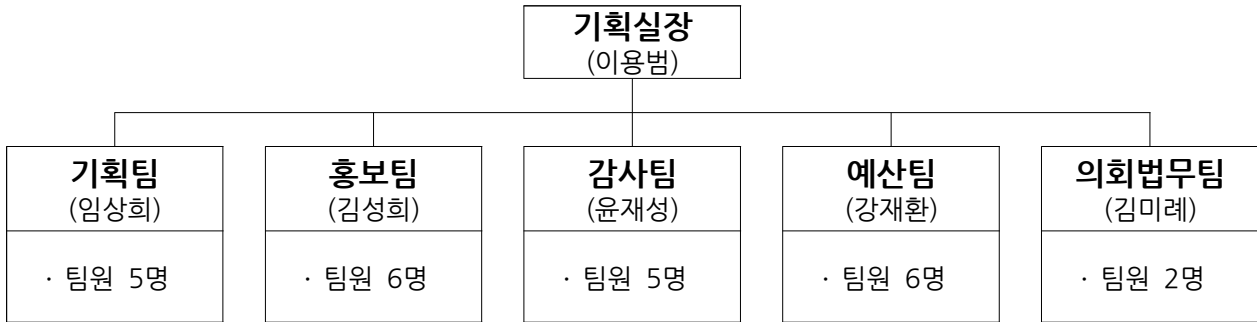 기획실장
(이용범)
기획팀
(임상희)
· 팀원 5명
홍보팀
(김성희)
· 팀원 6명
감사팀
(윤재성)
· 팀원 5명
예산팀
(강재환)
· 팀원 6명
의회법무팀
(김미례)
· 팀원 2명